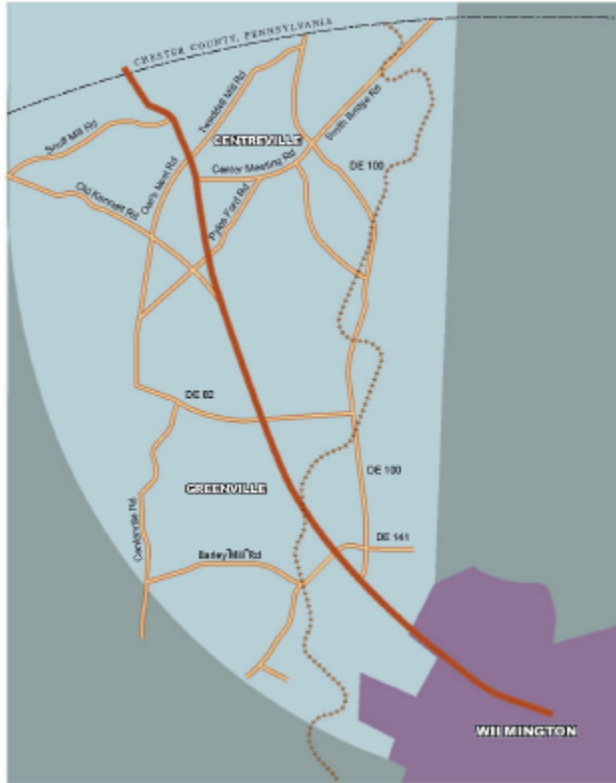 CHESTER COUNTY, PENNSYLVANIA
Snuff Mill Rd
Twaddell Mill Rd
CENTREVILLE
Smith Bridge Rd
Center Meeting Rd
DE 100
Old Kennett Rd
Owl's Nest Rd
Pyles Ford Rd
DE 82
GREENVILLE
DE 100
Centerville Rd
DE 141
Barley Mill Rd
WILMINGTON